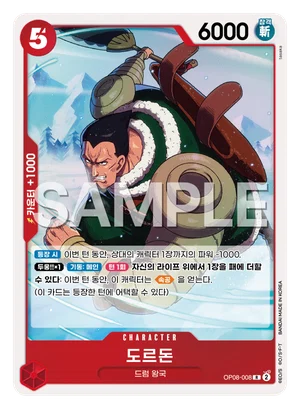 5
6000
참격
斬
카운터 +1000
SAMPLE
등장 시 이번 턴 동안, 상대의 캐릭터 1장까지의 파워 -1000.
두웅!!×1 기동: 메인 턴 1회 자신의 라이프 위에서 1장을 패에 더할
수 있다: 이번 턴 동안, 이 캐릭터는 속공 을 얻는다.
(이 카드는 등장한 턴에 어택할 수 있다)
CHARACTER
도르돈
드럼 왕국
OP08-008 R 2
BANDAI MADE IN KOREA